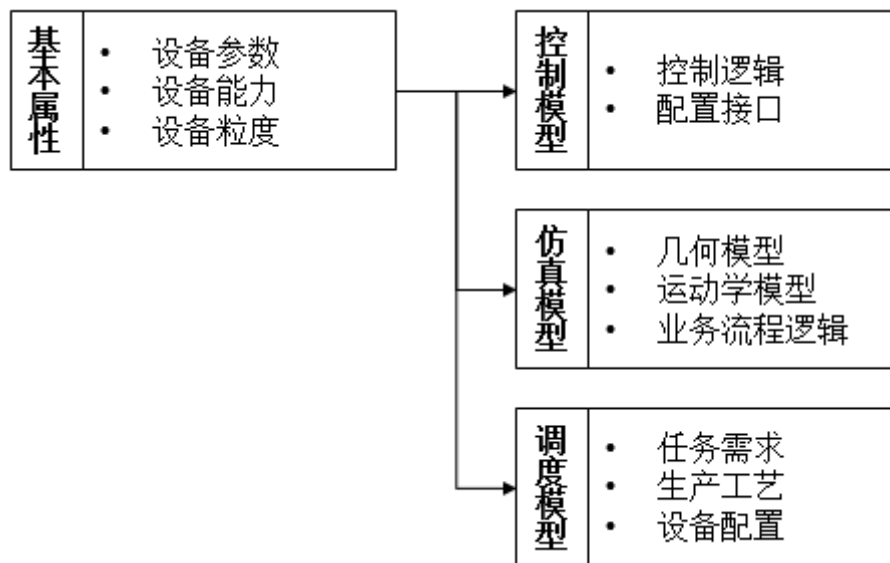 基本属性
• 设备参数
• 设备能力
• 设备粒度
控制模型
• 控制逻辑
• 配置接口
仿真模型
• 几何模型
• 运动学模型
• 业务流程逻辑
调度模型
• 任务需求
• 生产工艺
• 设备配置